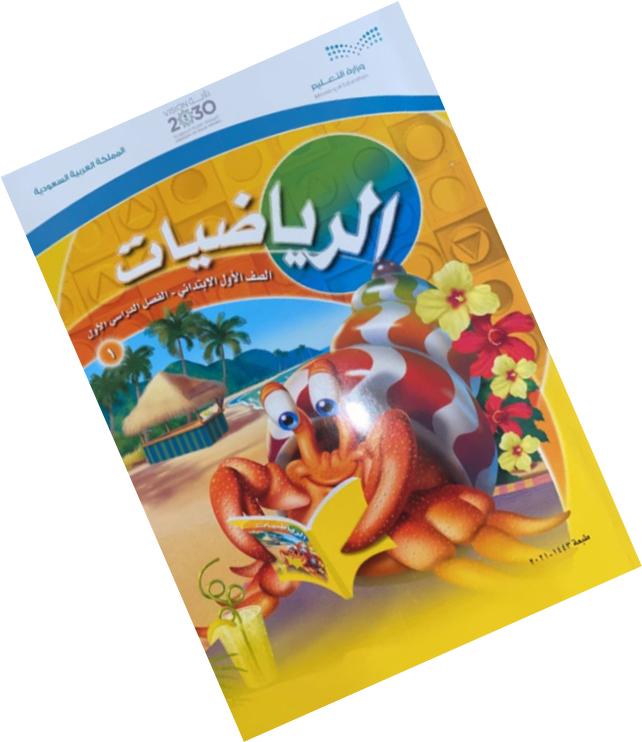 وزارة التعليم
Ministry of Education
رؤية VISION
2030
المملكة العربية السعودية
الرياضيات
الصف الأول الابتدائي - الفصل الدراسي الأول
١
الرياضيات
طبعة ١٤٤٣-٢٠٢١